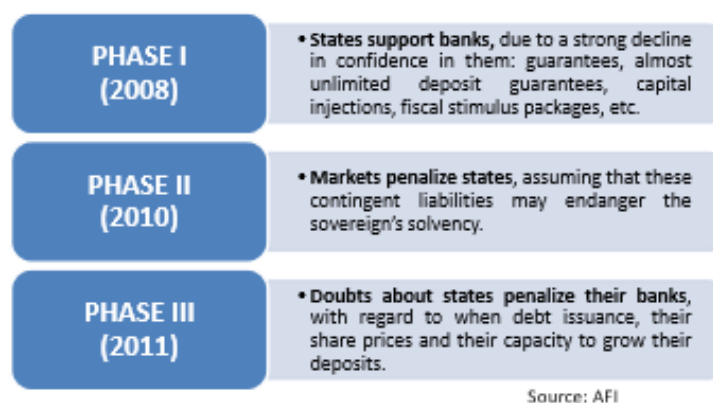 PHASE I
(2008)
• States support banks, due to a strong decline
in confidence in them: guarantees, almost
unlimited deposit guarantees, capital
injections, fiscal stimulus packages, etc.
PHASE II
(2010)
• Markets penalize states, assuming that these
contingent liabilities may endanger the
sovereign's solvency.
PHASE III
(2011)
• Doubts about states penalize their banks,
with regard to when debt issuance, their
share prices and their capacity to grow their
deposits.
Source: AFI